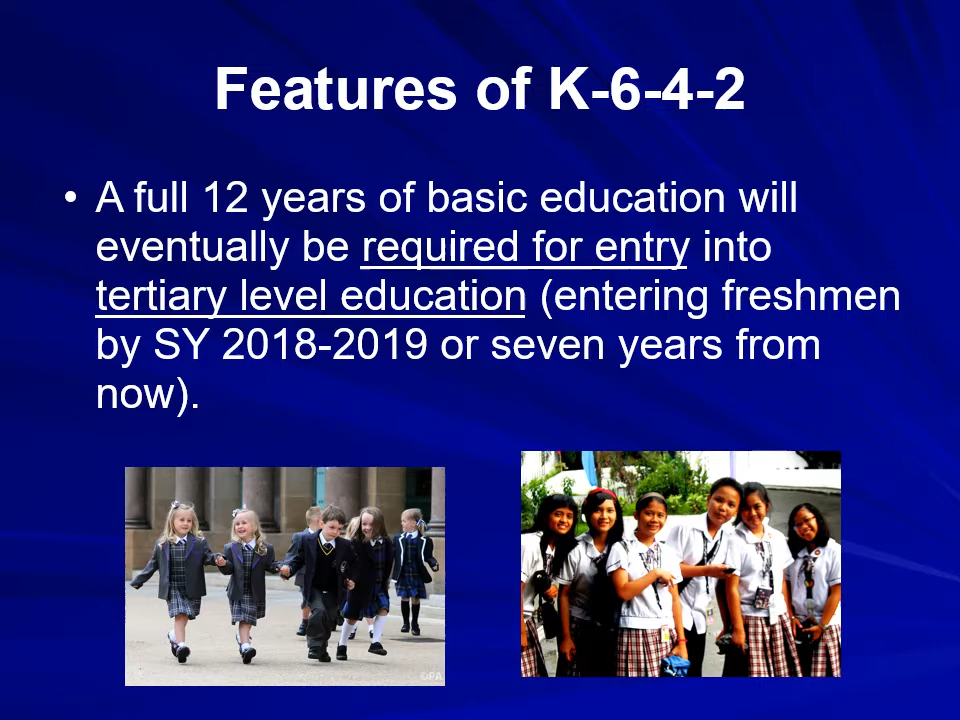 Features of K-6-4-2
• A full 12 years of basic education will
eventually be required for entry into
tertiary level education (entering freshmen
by SY 2018-2019 or seven years from
now).
©PA